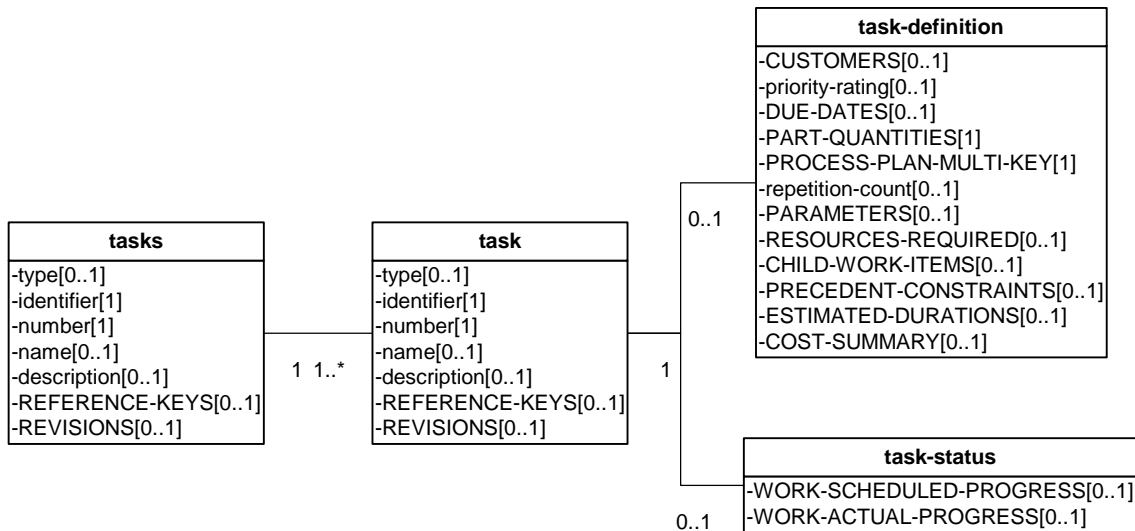 task-definition
-CUSTOMERS[0..1]
-priority-rating[0..1]
-DUE-DATES[0..1]
-PART-QUANTITIES[1]
-PROCESS-PLAN-MULTI-KEY[1]
-repetition-count[0..1]
-PARAMETERS[0..1]
-RESOURCES-REQUIRED[0..1]
-CHILD-WORK-ITEMS[0..1]
-PRECEDENT-CONSTRAINTS[0..1]
-ESTIMATED-DURATIONS[0..1]
-COST-SUMMARY[0..1]
0..1
tasks
-type[0..1]
-identifier[1]
-number[1]
-name[0..1]
-description[0..1]
-REFERENCE-KEYS[0..1]
-REVISIONS[0..1]
1 1..*
task
-type[0..1]
-identifier[1]
-number[1]
-name[0..1]
-description[0..1]
-REFERENCE-KEYS[0..1]
-REVISIONS[0..1]
1
task-status
-WORK-SCHEDULED-PROGRESS[0..1]
-WORK-ACTUAL-PROGRESS[0..1]
0..1